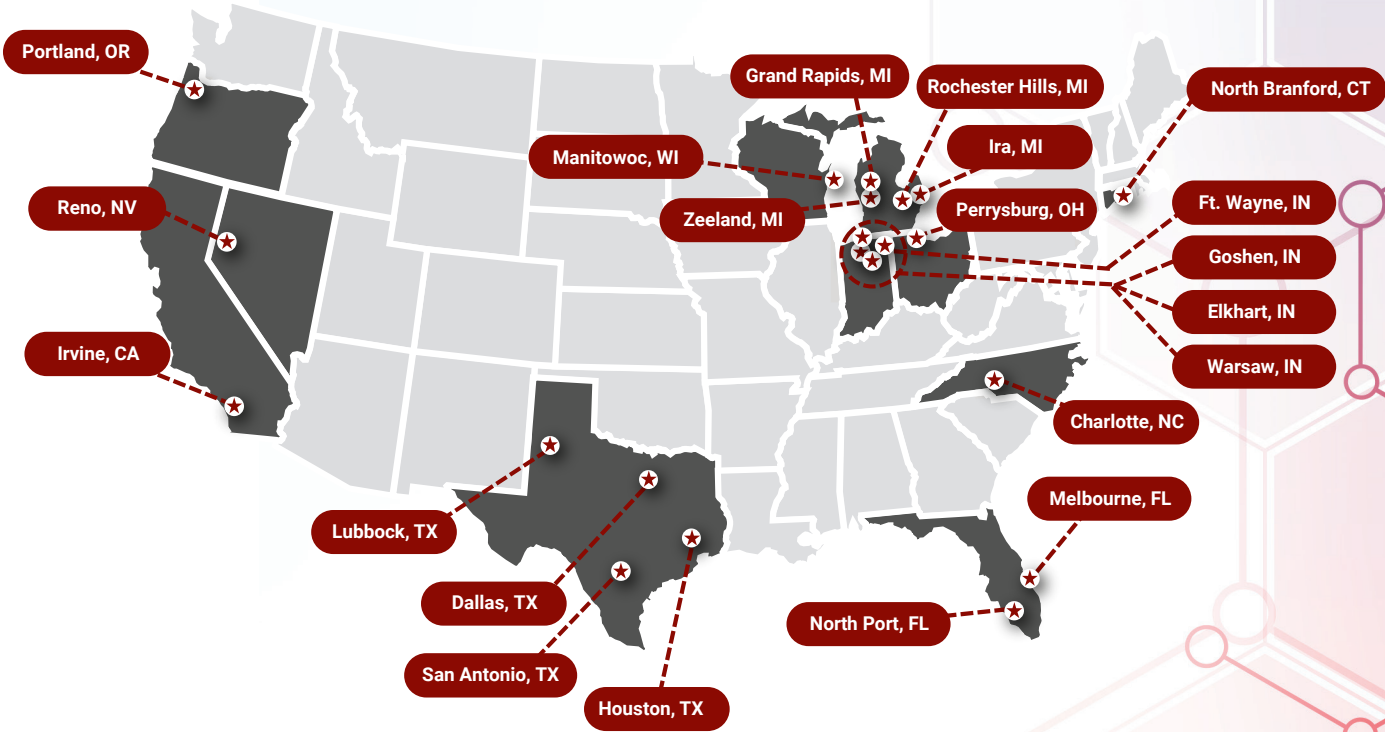 Portland, OR
Grand Rapids, MI
Rochester Hills, MI
North Branford, CT
Manitowoc, WI
Ira, MI
Reno, NV
Zeeland, MI
Perrysburg, OH
Ft. Wayne, IN
Goshen, IN
Elkhart, IN
Irvine, CA
Warsaw, IN
Charlotte, NC
Melbourne, FL
Lubbock, TX
Dallas, TX
North Port, FL
San Antonio, TX
Houston, TX